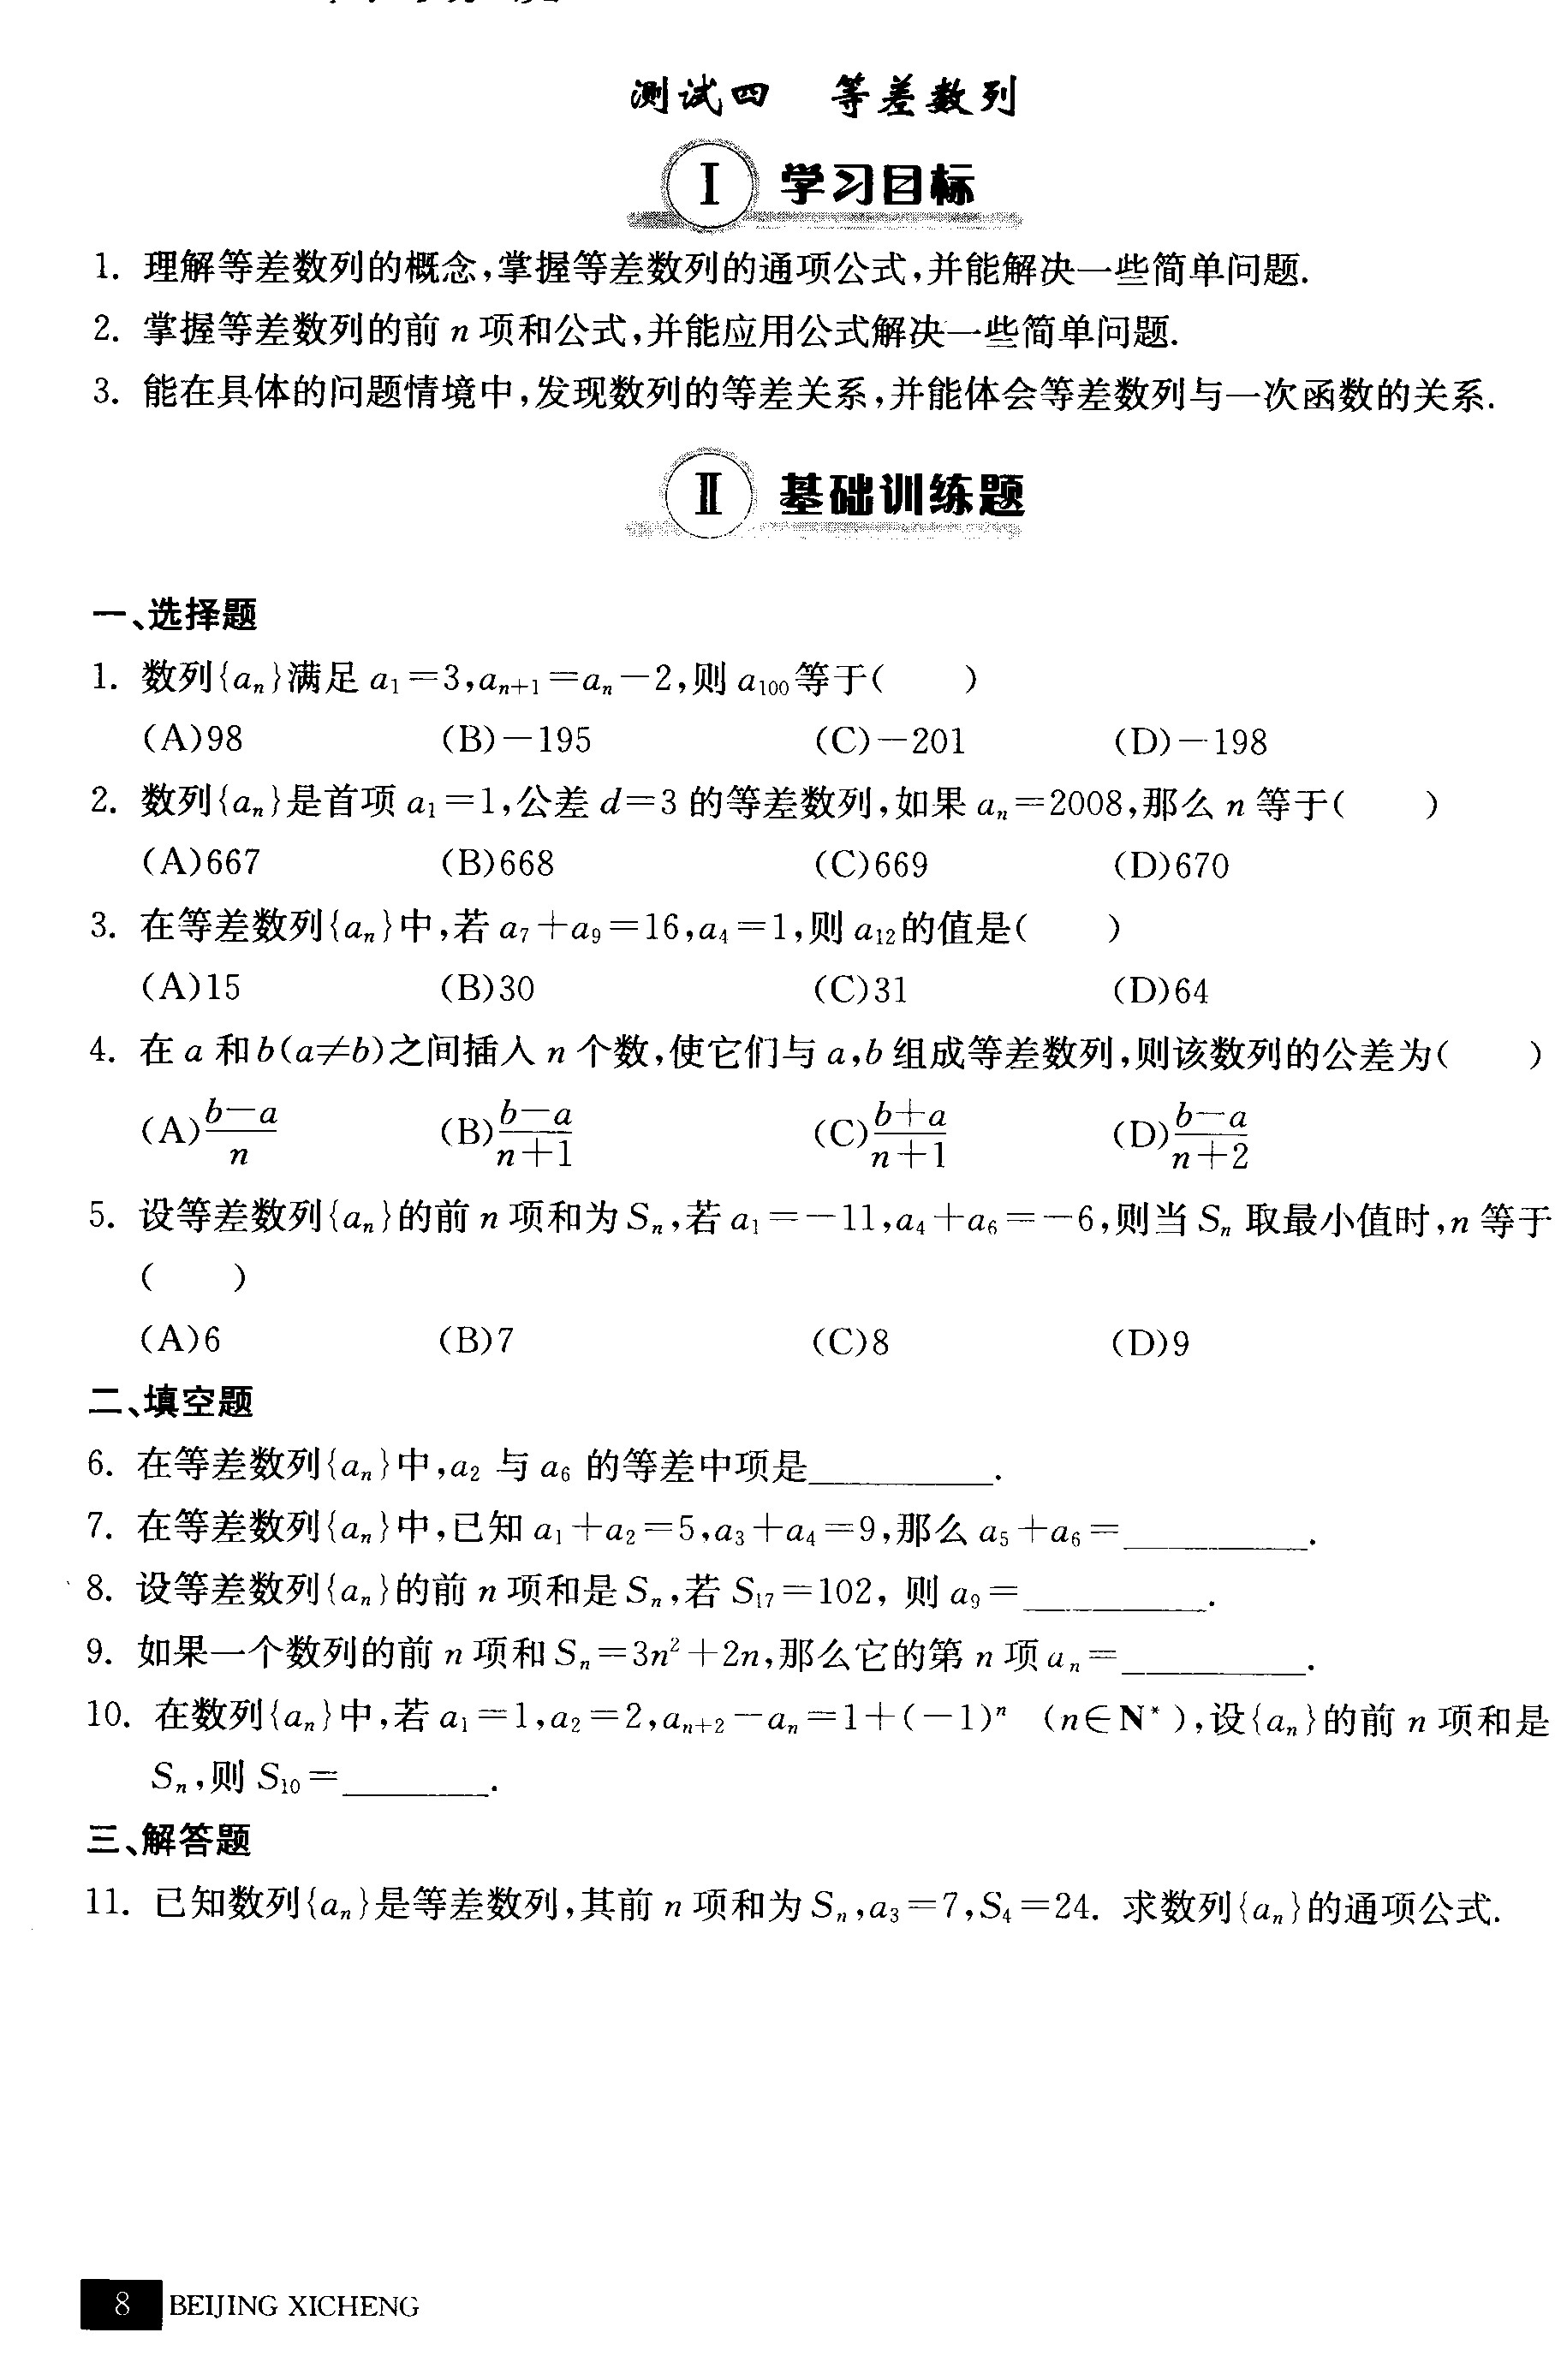 测试四 等差数列
Ⅰ 学习目标
1. 理解等差数列的概念,掌握等差数列的通项公式,并能解决一些简单问题.
2. 掌握等差数列的前 n 项和公式,并能应用公式解决一些简单问题.
3. 能在具体的问题情境中,发现数列的等差关系,并能体会等差数列与一次函数的关系.
Ⅱ 基础训练题
一、选择题
1. 数列{aₙ}满足 a₁=3,aₙ₊₁=aₙ-2,则 a₁₀₀等于( )
(A)98 (B)-195 (C)-201 (D)-198
2. 数列{aₙ}是首项 a₁=1,公差 d=3 的等差数列,如果 aₙ=2008,那么 n 等于( )
(A)667 (B)668 (C)669 (D)670
3. 在等差数列{aₙ}中,若 a₇+a₉=16,a₄=1,则 a₁₂的值是( )
(A)15 (B)30 (C)31 (D)64
4. 在 a 和 b(a≠b)之间插入 n 个数,使它们与 a,b 组成等差数列,则该数列的公差为( )
(A)(b-a)/n (B)(b-a)/(n+1) (C)(b+a)/(n+1) (D)(b-a)/(n+2)
5. 设等差数列{aₙ}的前 n 项和为 Sₙ,若 a₁=-11,a₄+a₆=-6,则当 Sₙ 取最小值时,n 等于
( )
(A)6 (B)7 (C)8 (D)9
二、填空题
6. 在等差数列{aₙ}中,a₂ 与 a₆ 的等差中项是________.
7. 在等差数列{aₙ}中,已知 a₁+a₂=5,a₃+a₄=9,那么 a₅+a₆=________.
8. 设等差数列{aₙ}的前 n 项和是 Sₙ,若 S₁₇=102, 则 a₉=________.
9. 如果一个数列的前 n 项和 Sₙ=3n²+2n,那么它的第 n 项 aₙ=________.
10. 在数列{aₙ}中,若 a₁=1,a₂=2,aₙ₊₂-aₙ=1+(-1)ⁿ (n∈N*),设{aₙ}的前 n 项和是
Sₙ,则 S₁₀=________.
三、解答题
11. 已知数列{aₙ}是等差数列,其前 n 项和为 Sₙ,a₃=7,S₄=24. 求数列{aₙ}的通项公式.
8 BEIJING XICHENG